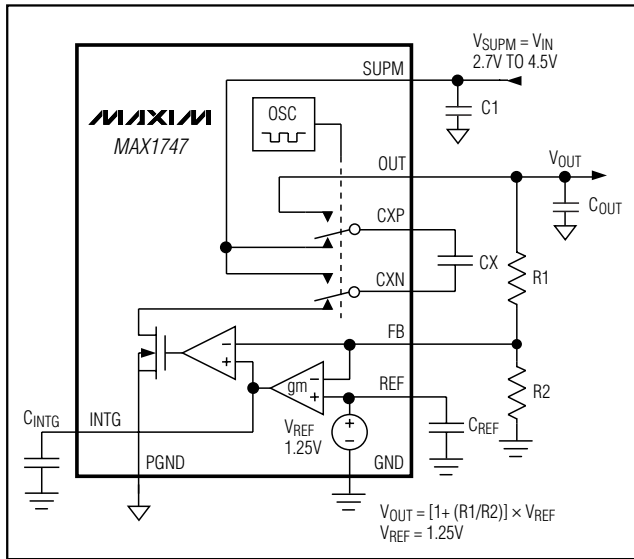 V_SUPM = V_IN
2.7V TO 4.5V
SUPM
C1
OSC
MAXIM
MAX1747
OUT
V_OUT
C_OUT
CXP
CX
CXN
R1
FB
gm
REF
R2
C_INTG
INTG
V_REF
1.25V
C_REF
PGND
GND
V_OUT = [1+ (R1/R2)] × V_REF
V_REF = 1.25V